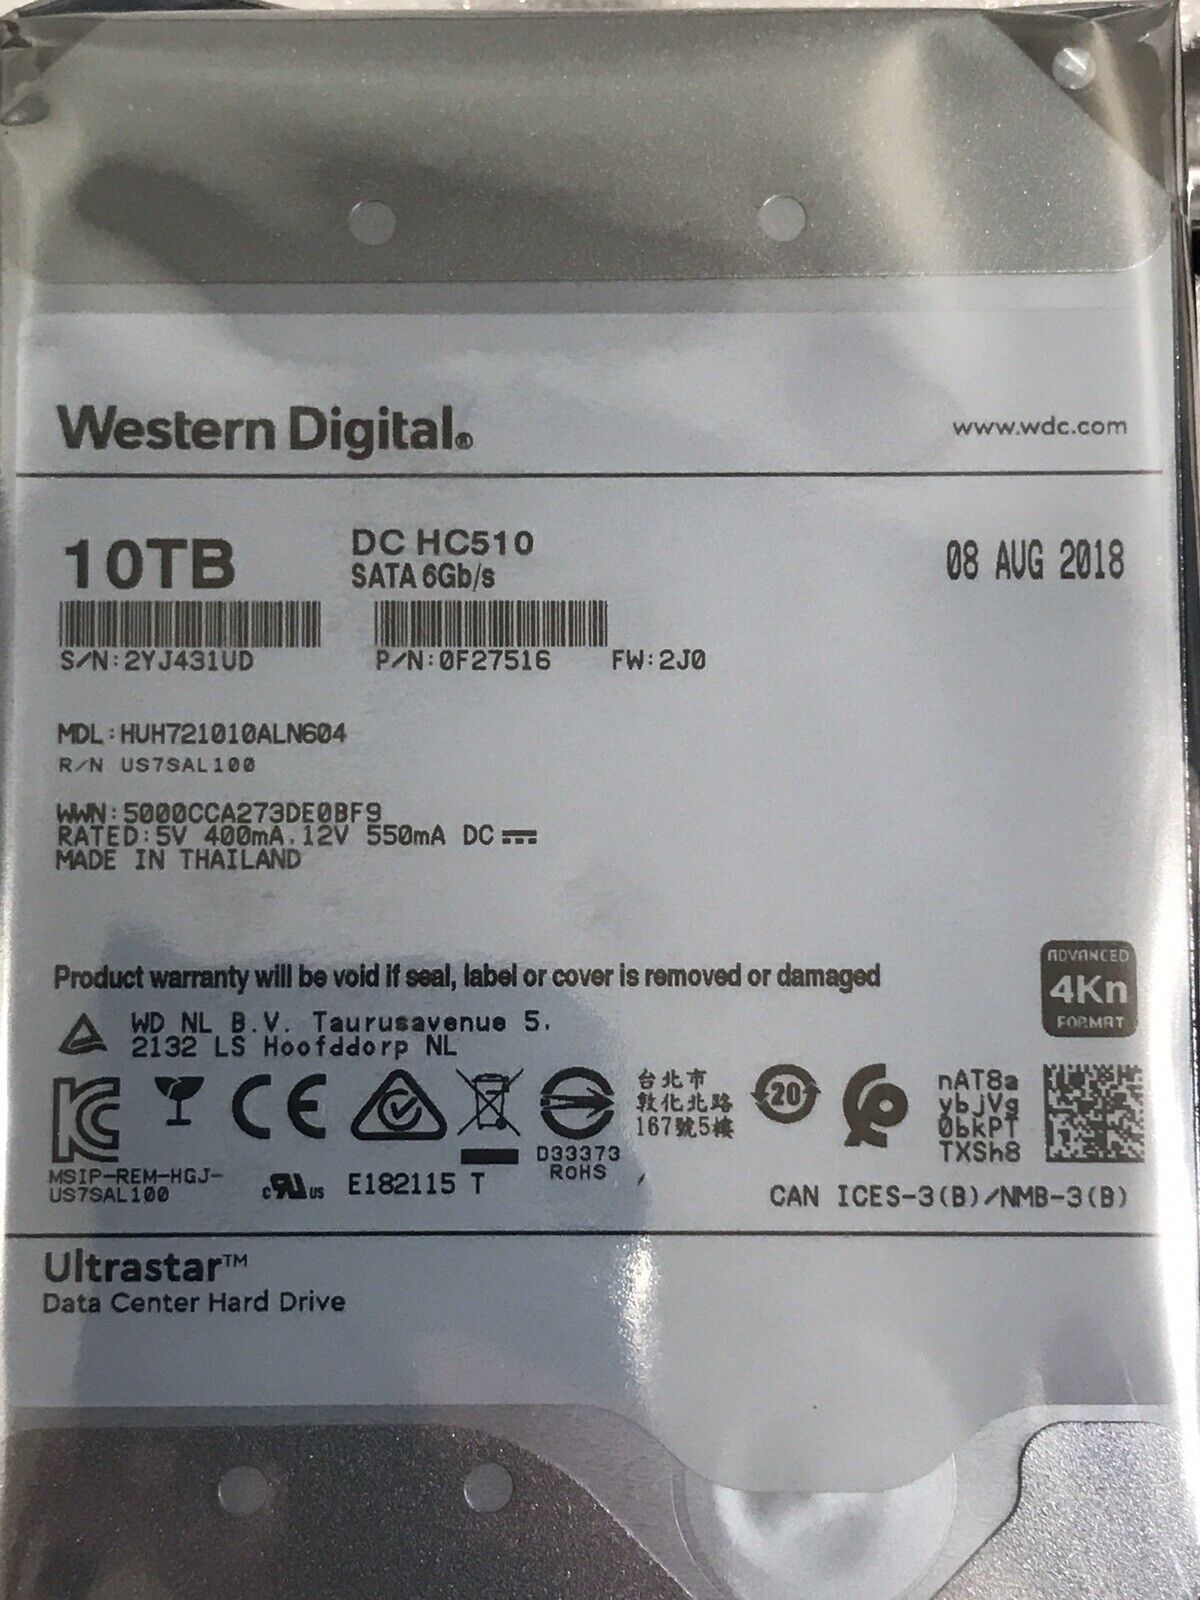 Western Digital®
www.wdc.com
10TB
DC HC510
SATA 6Gb/s
08 AUG 2018
S/N:2YJ431UD
P/N:0F27516
FW:2J0
MDL:HUH721010ALN604
R/N US7SAL100
WWN:5000CCA273DE0BF9
RATED:5V 400mA,12V 550mA DC
MADE IN THAILAND
Product warranty will be void if seal, label or cover is removed or damaged
ADVANCED
4Kn
FORMAT
WD NL B.V. Taurusavenue 5,
2132 LS Hoofddorp NL
台北市
敦化北路
167號5樓
20
nAT8a
ybJVg
0bkPT
TXSh8
D33373
ROHS
MSIP-REM-HGJ-
US7SAL100
c RU us
E182115 T
CAN ICES-3(B)/NMB-3(B)
Ultrastar™
Data Center Hard Drive